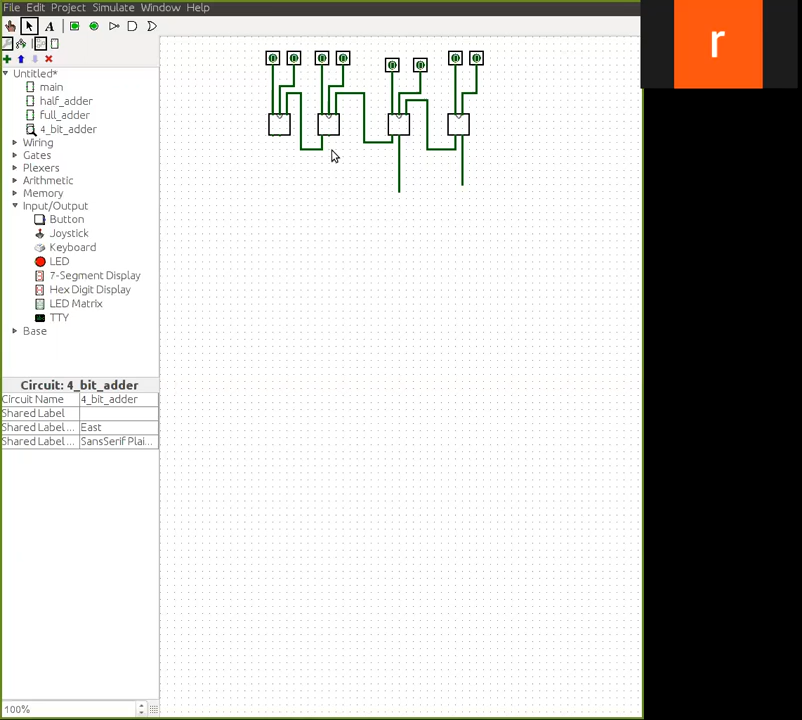 File Edit Project Simulate Window Help
A
Untitled*
main
half_adder
full_adder
4_bit_adder
Wiring
Gates
Plexers
Arithmetic
Memory
Input/Output
Button
Joystick
Keyboard
LED
7-Segment Display
Hex Digit Display
LED Matrix
TTY
Base
Circuit: 4_bit_adder
Circuit Name 4_bit_adder
Shared Label
Shared Label... East
Shared Label... SansSerif Plai...
100%
r